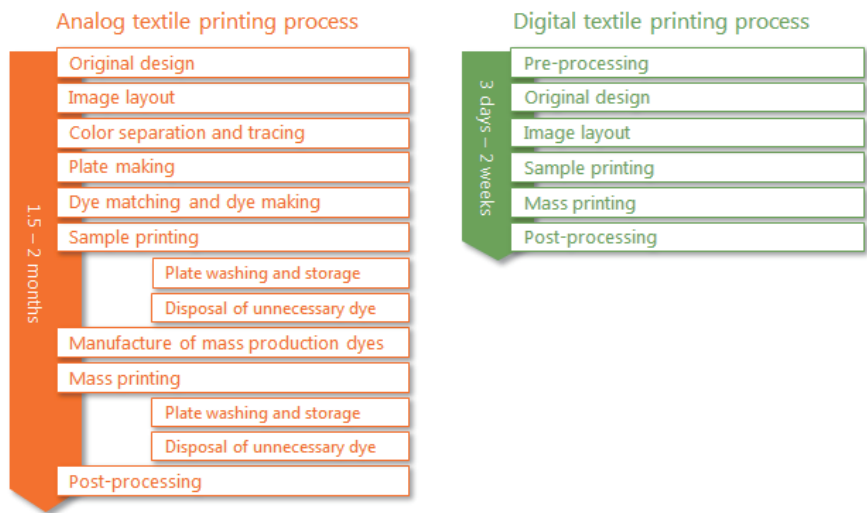 Analog textile printing process
1.5 – 2 months
Original design
Image layout
Color separation and tracing
Plate making
Dye matching and dye making
Sample printing
Plate washing and storage
Disposal of unnecessary dye
Manufacture of mass production dyes
Mass printing
Plate washing and storage
Disposal of unnecessary dye
Post-processing
Digital textile printing process
3 days – 2 weeks
Pre-processing
Original design
Image layout
Sample printing
Mass printing
Post-processing